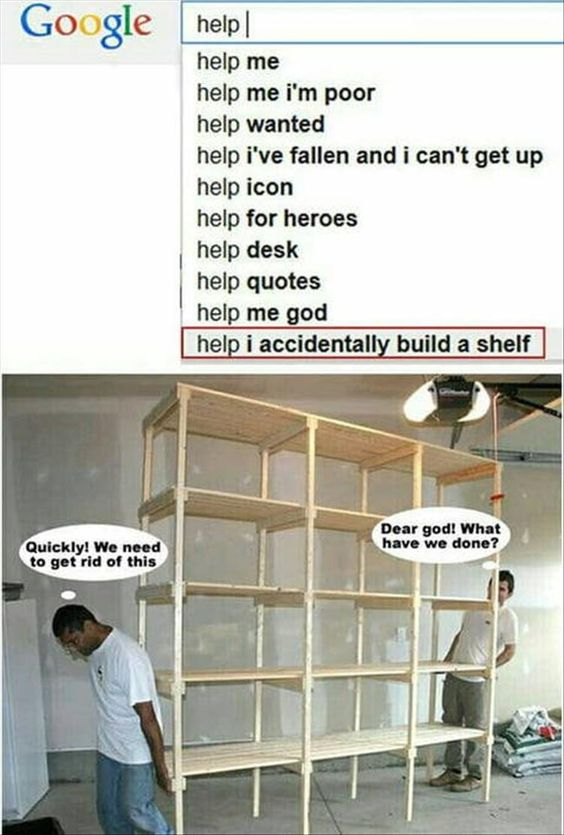 Google
help
help me
help me i'm poor
help wanted
help i've fallen and i can't get up
help icon
help for heroes
help desk
help quotes
help me god
help i accidentally build a shelf
Dear god! What
have we done?
Quickly! We need
to get rid of this